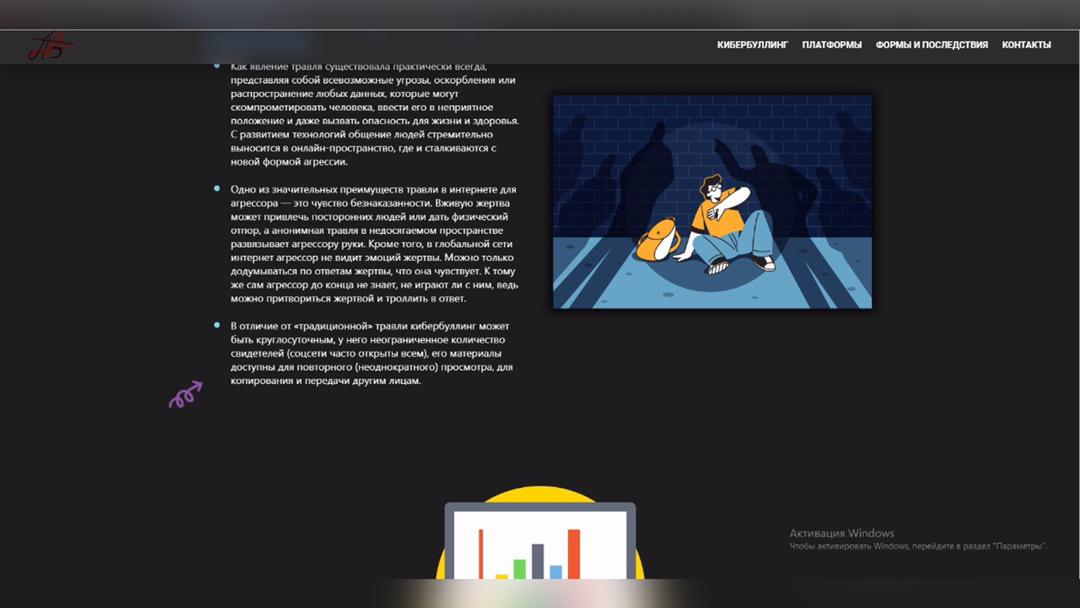 КИБЕРБУЛЛИНГ ПЛАТФОРМЫ ФОРМЫ И ПОСЛЕДСТВИЯ КОНТАКТЫ
Как явление травля существовала практически всегда,
представляя собой всевозможные угрозы, оскорбления или
распространение любых данных, которые могут
скомпрометировать человека, ввести его в неприятное
положение и даже вызвать опасность для жизни и здоровья.
С развитием технологий общение людей стремительно
выносится в онлайн-пространство, где и сталкиваются с
новой формой агрессии.
Одно из значительных преимуществ травли в интернете для
агрессора — это чувство безнаказанности. Вживую жертва
может привлечь посторонних людей или дать физический
отпор, а анонимная травля в недосягаемом пространстве
развязывает агрессору руки. Кроме того, в глобальной сети
интернет агрессор не видит эмоций жертвы. Можно только
додумываться по ответам жертвы, что она чувствует. К тому
же сам агрессор до конца не знает, не играют ли с ним, ведь
можно притвориться жертвой и троллить в ответ.
В отличие от «традиционной» травли кибербуллинг может
быть круглосуточным, у него неограниченное количество
свидетелей (соцсети часто открыты всем), его материалы
доступны для повторного (неоднократного) просмотра, для
копирования и передачи другим лицам.
Активация Windows
Чтобы активировать Windows, перейдите в раздел "Параметры".